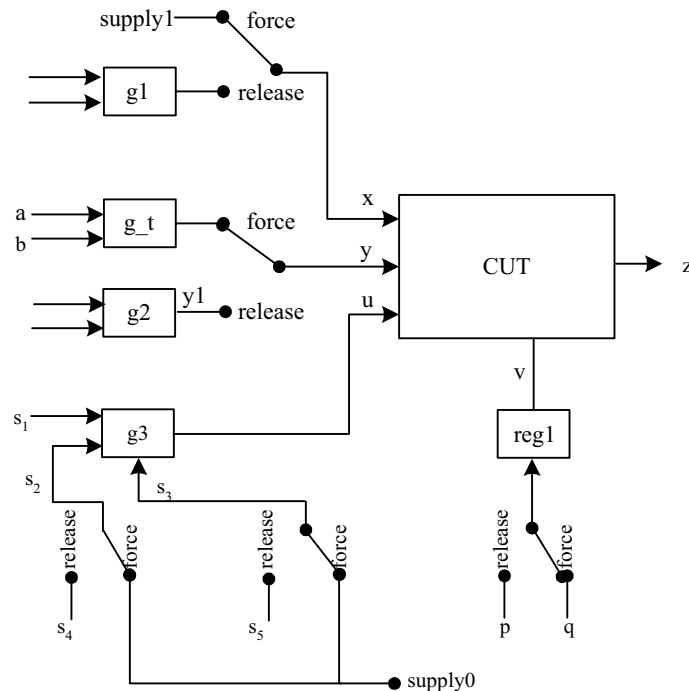 supply1
force
g1
release
x
a
b
g_t
force
y
CUT
z
y1
g2
release
u
v
s1
g3
reg1
s2
s3
release
force
release
force
release
force
s4
s5
p
q
supply0